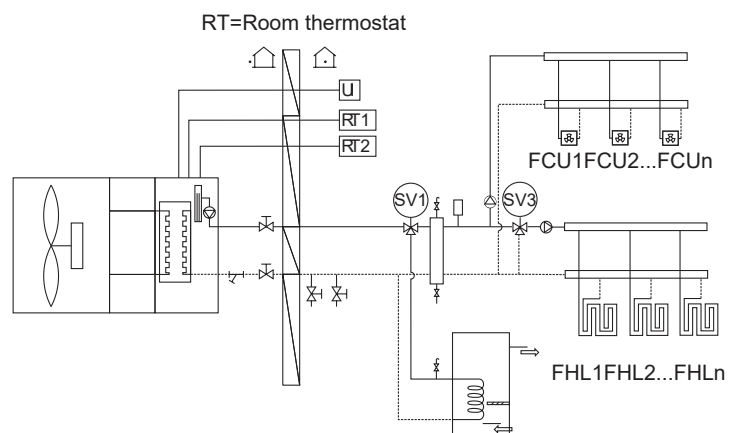 RT=Room thermostat
U
RT1
RT2
FCU1FCU2...FCUn
SV1
SV3
FHL1FHL2...FHLn